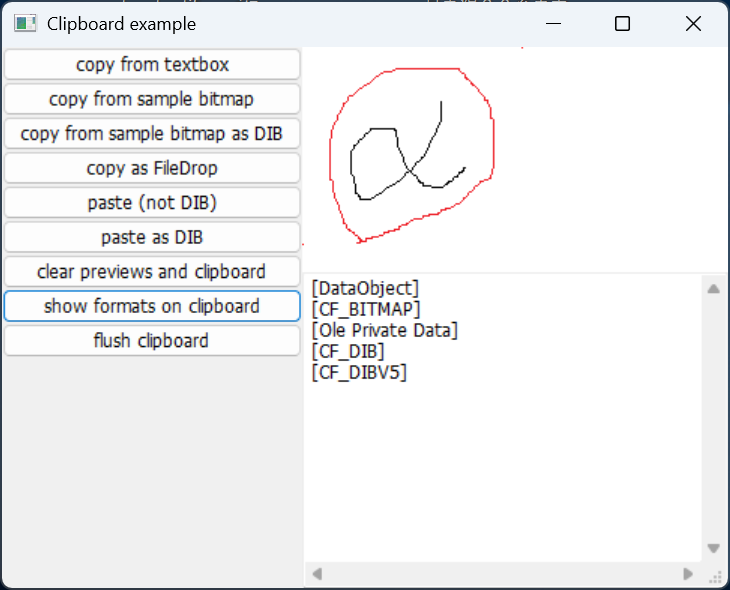 Clipboard example
copy from textbox
copy from sample bitmap
copy from sample bitmap as DIB
copy as FileDrop
paste (not DIB)
paste as DIB
clear previews and clipboard
show formats on clipboard
flush clipboard
[DataObject]
[CF_BITMAP]
[Ole Private Data]
[CF_DIB]
[CF_DIBV5]